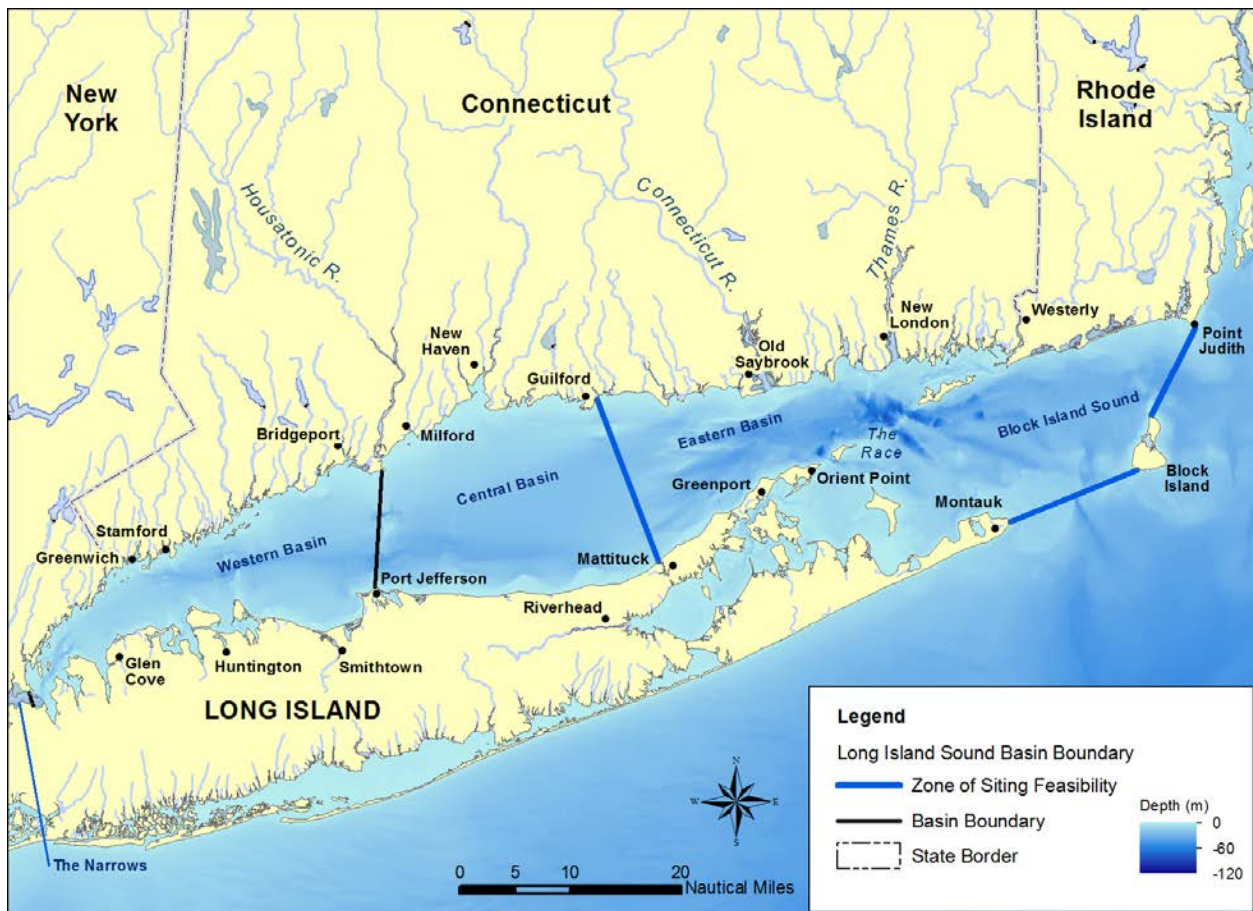 New
York
Connecticut
Rhode
Island
Housatonic R.
Connecticut R.
Thames R.
New
Haven
New
London
Westerly
Point
Judith
Old
Saybrook
Guilford
Milford
Bridgeport
Eastern Basin
Block Island Sound
The
Race
Central Basin
Greenport
Orient Point
Block
Island
Montauk
Stamford
Greenwich
Western Basin
Mattituck
Port Jefferson
Riverhead
Glen
Cove
Huntington
Smithtown
LONG ISLAND
The Narrows
N
W
E
S
0
5
10
20
Nautical Miles
Legend
Long Island Sound Basin Boundary
Zone of Siting Feasibility
Basin Boundary
State Border
Depth (m)
0
-60
-120